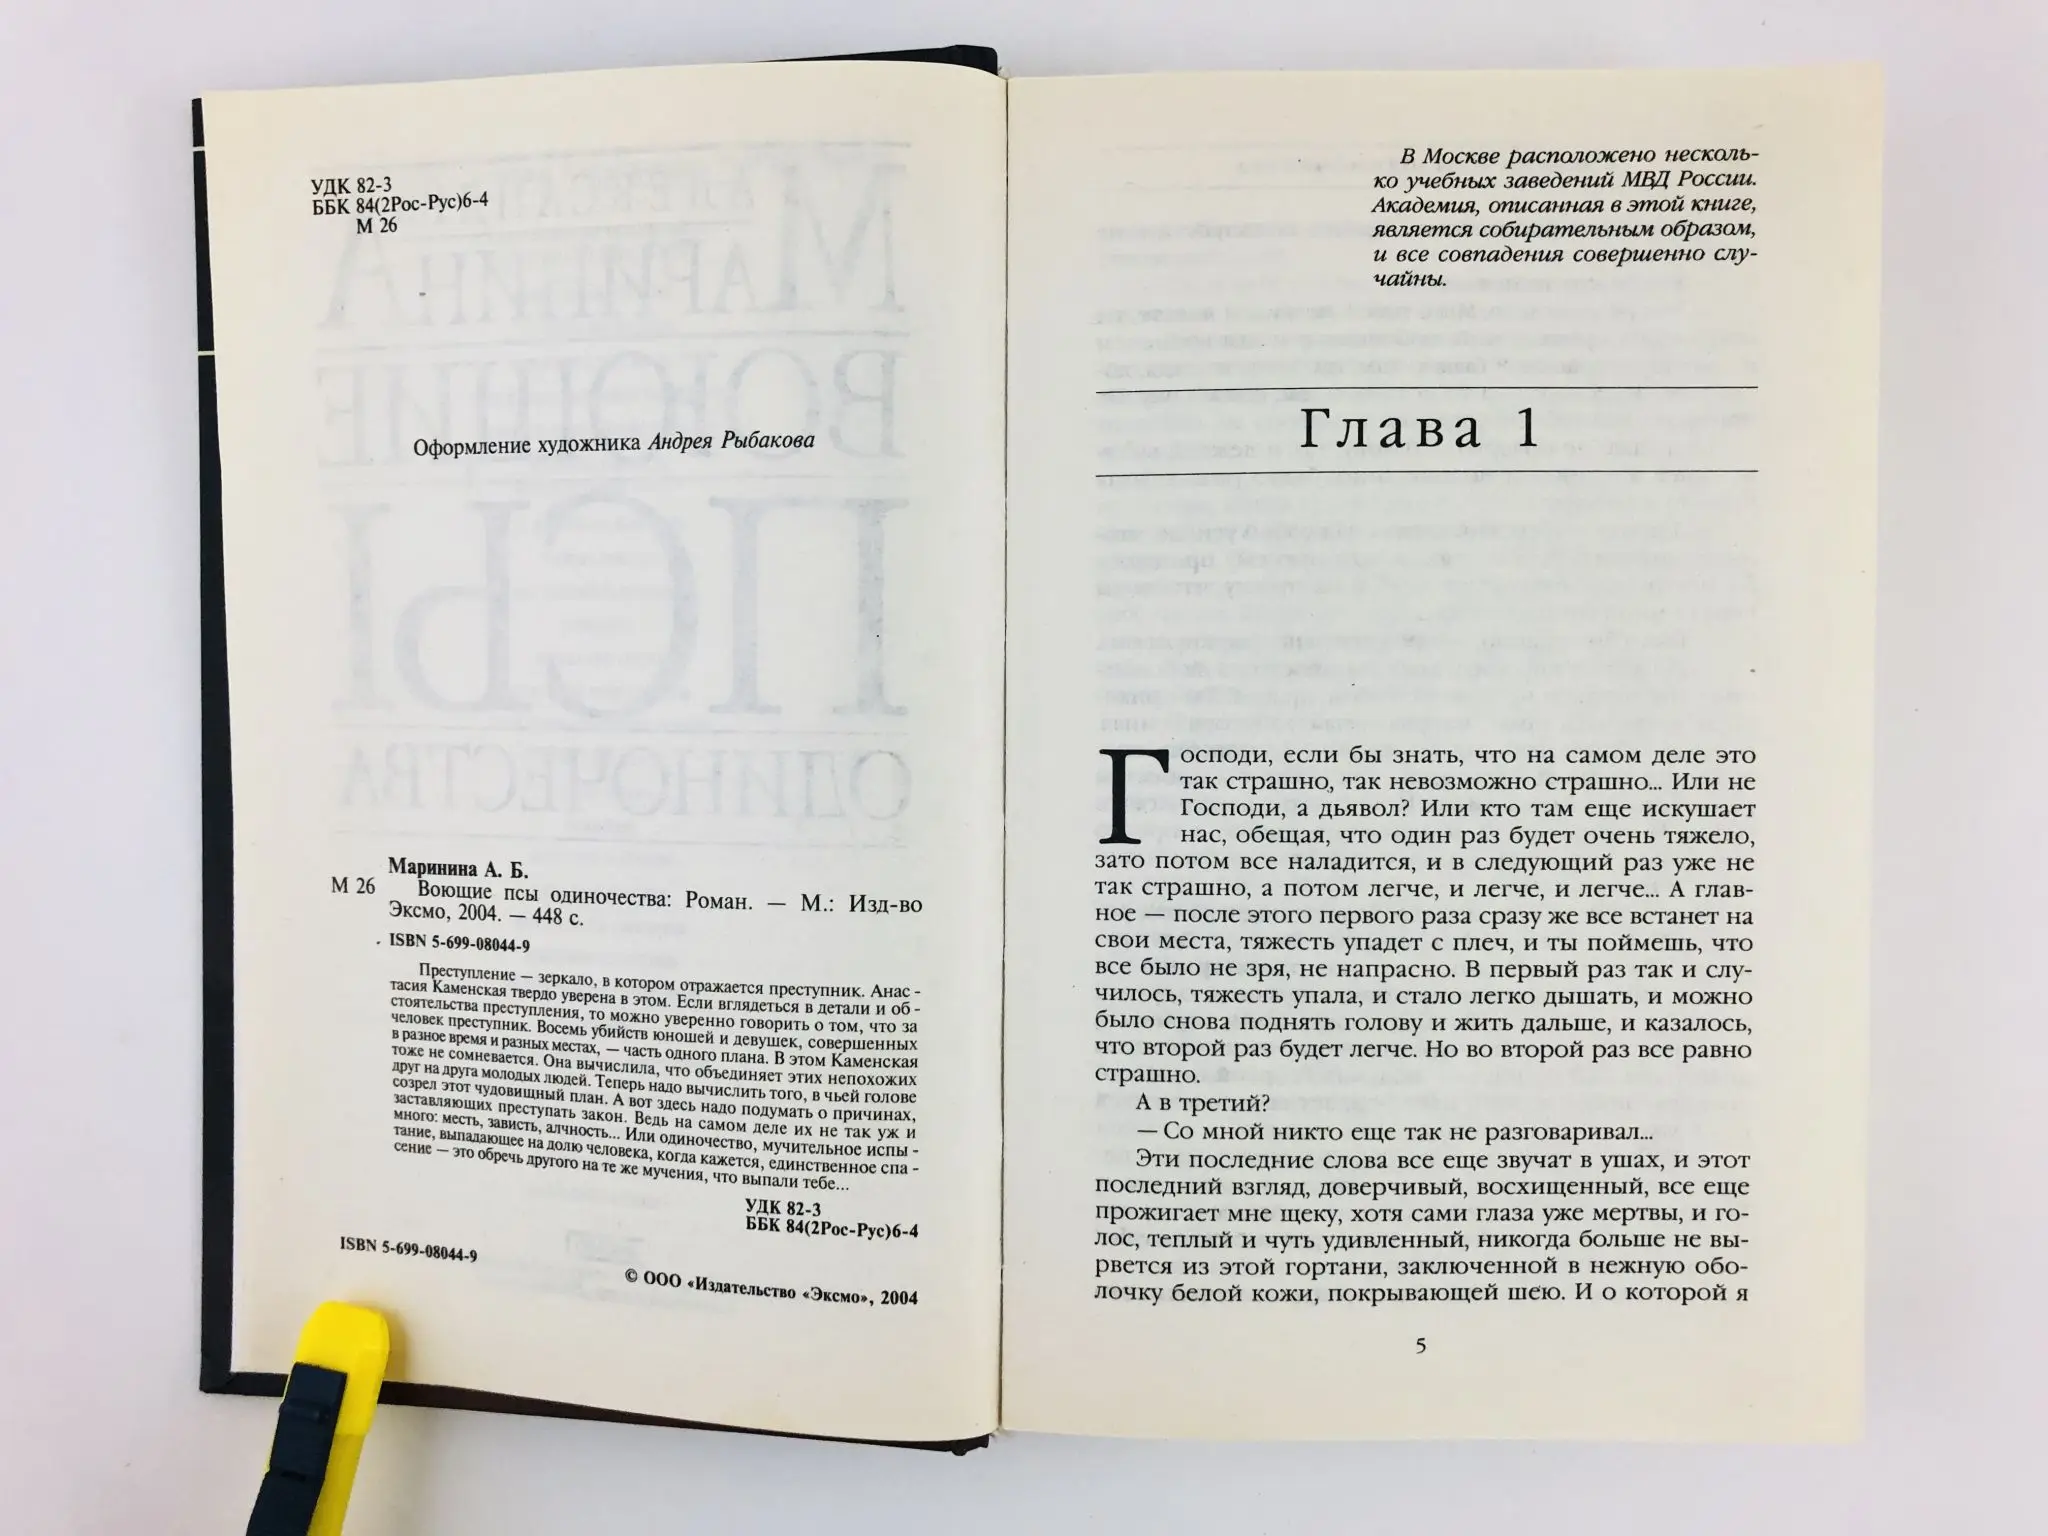 УДК 82-3
ББК 84(2Рос-Рус)6-4
М 26
Оформление художника Андрея Рыбакова
Маринина А. Б.
М 26 Воющие псы одиночества: Роман. — М.: Изд-во
Эксмо, 2004. — 448 с.
ISBN 5-699-08044-9
Преступление — зеркало, в котором отражается преступник. Анас-
тасия Каменская твердо уверена в этом. Если вглядеться в детали и об-
стоятельства преступления, то можно уверенно говорить о том, что за
человек преступник. Восемь убийств юношей и девушек, совершенных
в разное время и разных местах, — часть одного плана. В этом Каменская
тоже не сомневается. Она вычислила, что объединяет этих непохожих
друг на друга молодых людей. Теперь надо вычислить того, в чьей голове
созрел этот чудовищный план. А вот здесь надо подумать о причинах,
заставляющих преступать закон. Ведь на самом деле их не так уж и
много: месть, зависть, алчность... Или одиночество, мучительное испы-
тание, выпадающее на долю человека, когда кажется, единственное спа-
сение — это обречь другого на те же мучения, что выпали тебе...
УДК 82-3
ББК 84(2Рос-Рус)6-4
ISBN 5-699-08044-9
© ООО «Издательство «Эксмо», 2004
В Москве расположено несколь-
ко учебных заведений МВД России.
Академия, описанная в этой книге,
является собирательным образом,
и все совпадения совершенно слу-
чайны.
Глава 1
Господи, если бы знать, что на самом деле это
так страшно, так невозможно страшно... Или не
Господи, а дьявол? Или кто там еще искушает
нас, обещая, что один раз будет очень тяжело,
зато потом все наладится, и в следующий раз уже не
так страшно, а потом легче, и легче, и легче... А глав-
ное — после этого первого раза сразу же все встанет на
свои места, тяжесть упадет с плеч, и ты поймешь, что
все было не зря, не напрасно. В первый раз так и слу-
чилось, тяжесть упала, и стало легко дышать, и можно
было снова поднять голову и жить дальше, и казалось,
что второй раз будет легче. Но во второй раз все равно
страшно.
А в третий?
— Со мной никто еще так не разговаривал...
Эти последние слова все еще звучат в ушах, и этот
последний взгляд, доверчивый, восхищенный, все еще
прожигает мне щеку, хотя сами глаза уже мертвы, и го-
лос, теплый и чуть удивленный, никогда больше не вы-
рвется из этой гортани, заключенной в нежную обо-
лочку белой кожи, покрывающей шею. И о которой я
5